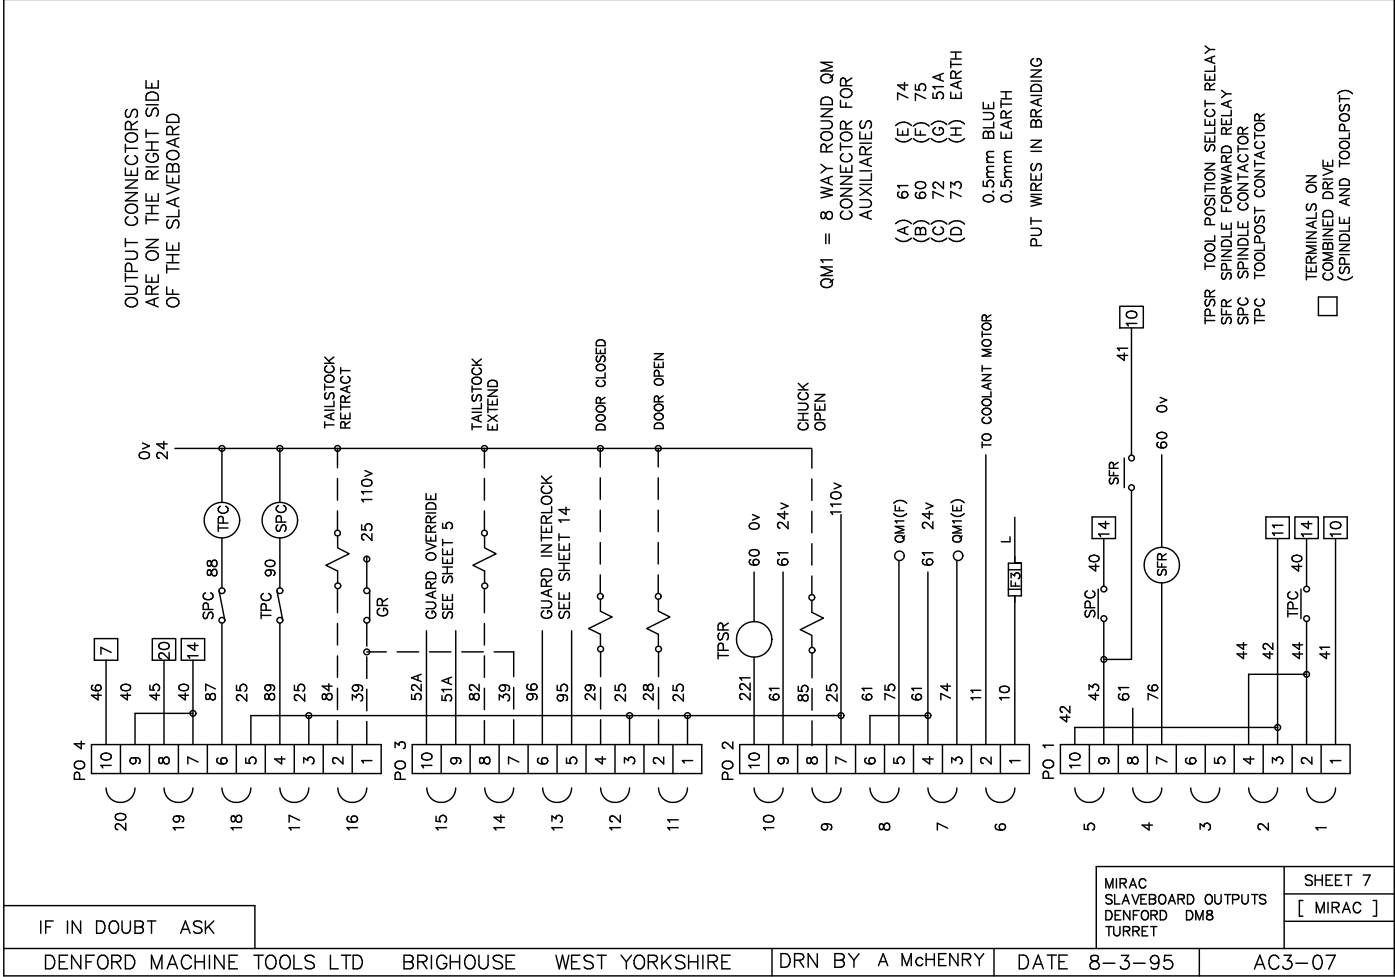 OUTPUT CONNECTORS
ARE ON THE RIGHT SIDE
OF THE SLAVEBOARD
QM1 = 8 WAY ROUND QM
CONNECTOR FOR
AUXILIARIES
(A) 61 (E) 74
(B) 60 (F) 75
(C) 72 (G) 51A
(D) 73 (H) EARTH
0.5mm BLUE
0.5mm EARTH
PUT WIRES IN BRAIDING
TPSR TOOL POSITION SELECT RELAY
SFR SPINDLE FORWARD RELAY
SPC SPINDLE CONTACTOR
TPC TOOLPOST CONTACTOR
TERMINALS ON
COMBINED DRIVE
(SPINDLE AND TOOLPOST)
0v
24
TAILSTOCK
RETRACT
TAILSTOCK
EXTEND
DOOR CLOSED
DOOR OPEN
CHUCK
OPEN
TO COOLANT MOTOR
TPC
SPC
88
90
SPC
TPC
25 110v
GR
GUARD OVERRIDE
SEE SHEET 5
GUARD INTERLOCK
SEE SHEET 14
TPSR
60 0v
61 24v
110v
QM1(F)
61 24v
QM1(E)
F3
L
10
41
SFR
60 0v
SFR
14
40
SPC
11
14
10
40
TPC
7
20
14
46
40
45
40
87
25
89
25
84
39
52A
51A
82
39
96
95
29
25
28
25
221
61
85
25
61
75
61
74
11
10
42
43
61
76
44
42
44
41
PO 4
10 9 8 7 6 5 4 3 2 1
PO 3
10 9 8 7 6 5 4 3 2 1
PO 2
10 9 8 7 6 5 4 3 2 1
PO 1
10 9 8 7 6 5 4 3 2 1
20 19 18 17 16
15 14 13 12 11
10 9 8 7 6
5 4 3 2 1
MIRAC
SLAVEBOARD OUTPUTS
DENFORD DM8
TURRET
SHEET 7
[ MIRAC ]
IF IN DOUBT ASK
DENFORD MACHINE TOOLS LTD BRIGHOUSE WEST YORKSHIRE
DRN BY A McHENRY
DATE 8-3-95
AC3-07